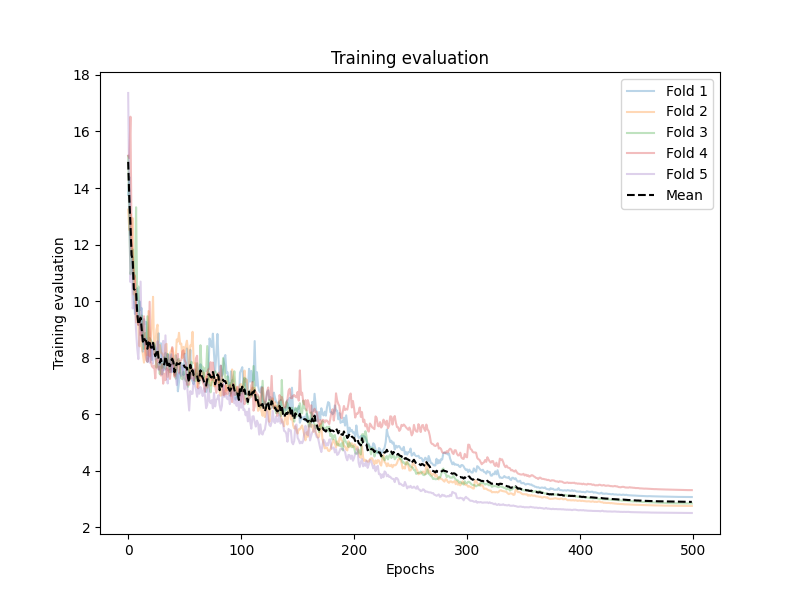 Training evaluation
Fold 1
Fold 2
Fold 3
Fold 4
Fold 5
Mean
Training evaluation
18
16
14
12
10
8
6
4
2
0
100
200
300
400
500
Epochs